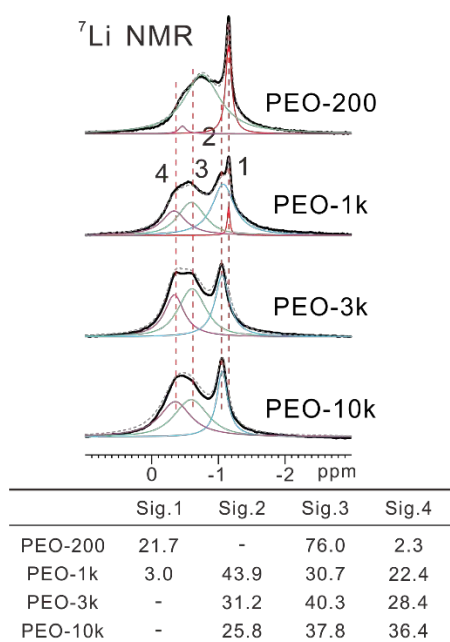 ⁷Li NMR
PEO-200
2
4 3 1
PEO-1k
PEO-3k
PEO-10k
0 -1 -2 ppm
Sig.1 Sig.2 Sig.3 Sig.4
PEO-200 21.7 - 76.0 2.3
PEO-1k 3.0 43.9 30.7 22.4
PEO-3k - 31.2 40.3 28.4
PEO-10k - 25.8 37.8 36.4